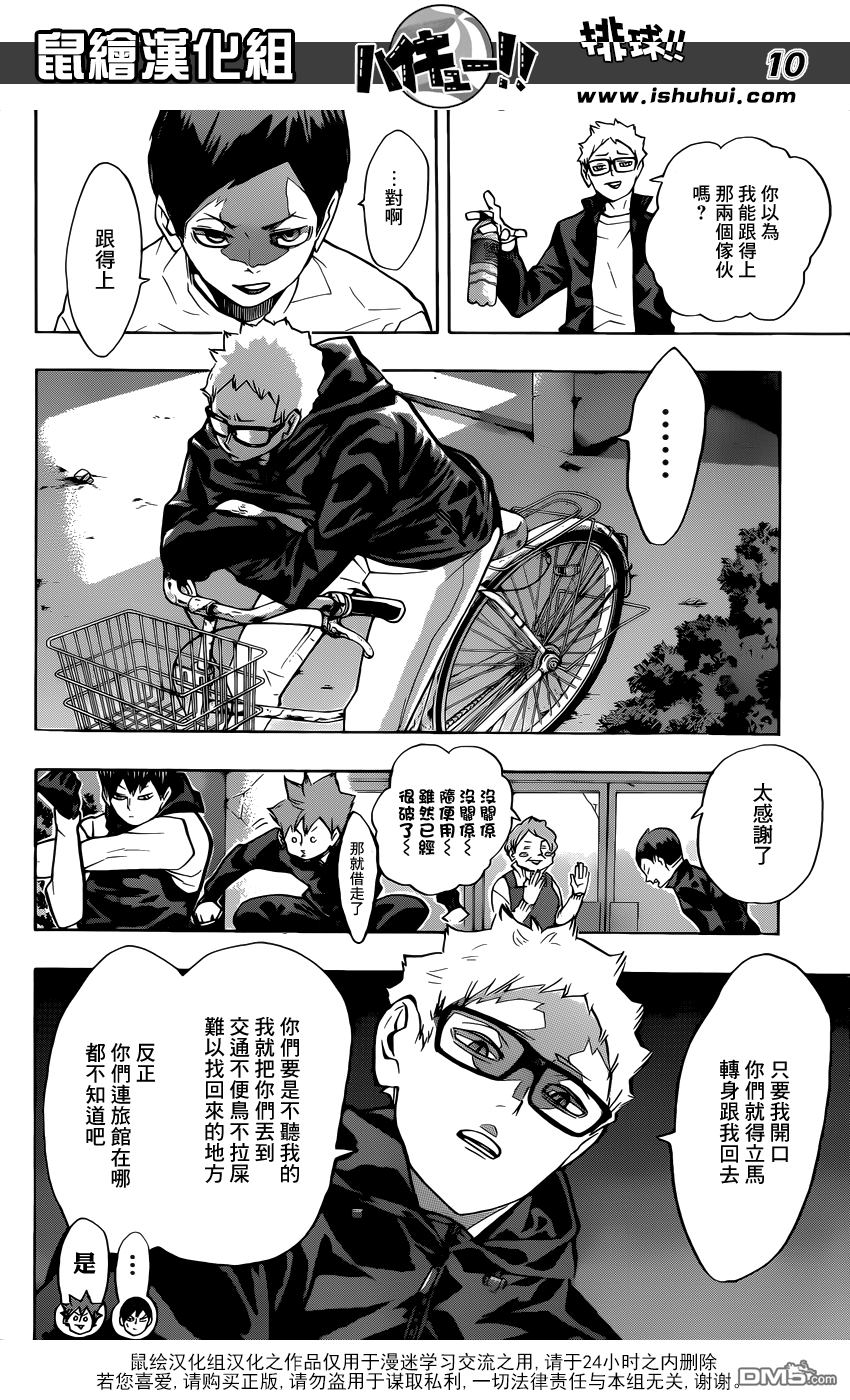 鼠繪漢化組
ハイキュー!!
排球!!
10
www.ishuhui.com
你以為
我能跟得上
那兩個傢伙
嗎？
…對啊
跟得上
……
太感謝了
沒關係
沒關係～
隨便用～
雖然已經
很破了～
那就借走了
只要我開口
你們就得立馬
轉身跟我回去
你們要是不聽我的
我就把你們丟到
交通不便鳥不拉屎
難以找回來的地方
反正
你們連旅館在哪
都不知道吧
…
是
鼠绘汉化组汉化之作品仅用于漫迷学习交流之用, 请于24小时之内删除
若您喜爱, 请购买正版, 请勿盗用于谋取私利, 一切法律责任与本组无关, 谢谢。
DM5.com